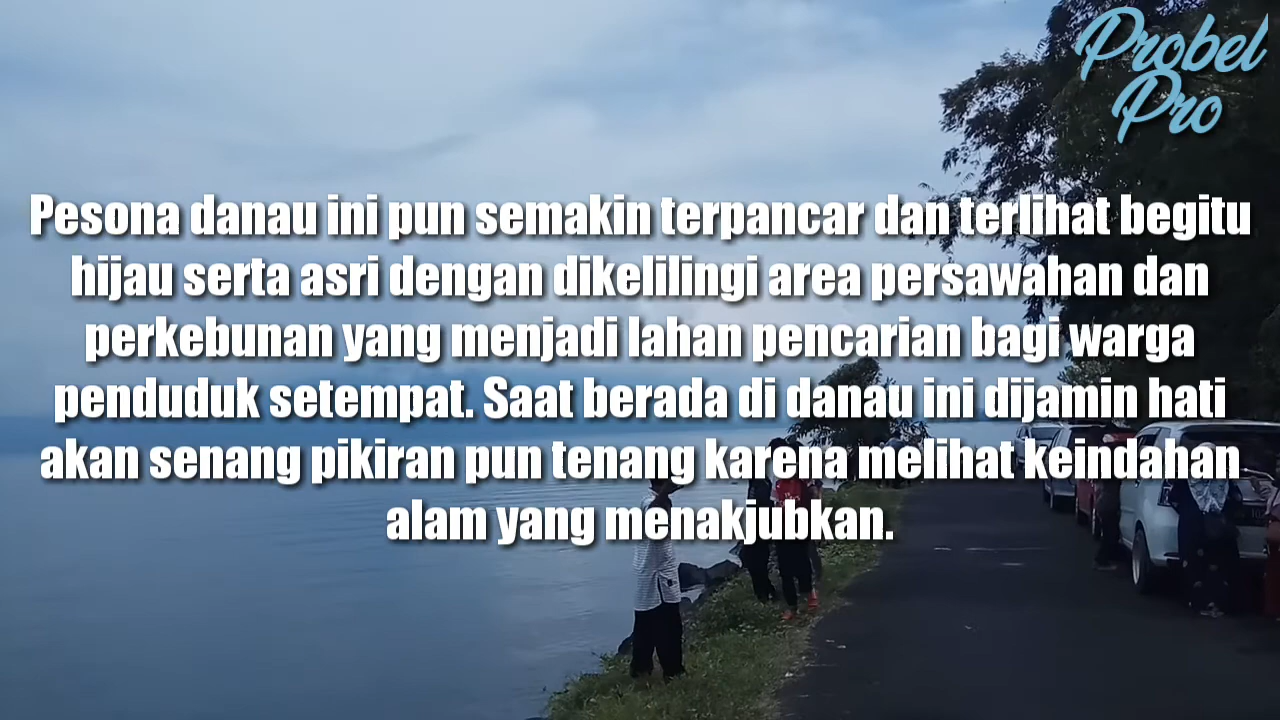 Probel
Pro
Pesona danau ini pun semakin terpancar dan terlihat begitu
hijau serta asri dengan dikelilingi area persawahan dan
perkebunan yang menjadi lahan pencarian bagi warga
penduduk setempat. Saat berada di danau ini dijamin hati
akan senang pikiran pun tenang karena melihat keindahan
alam yang menakjubkan.